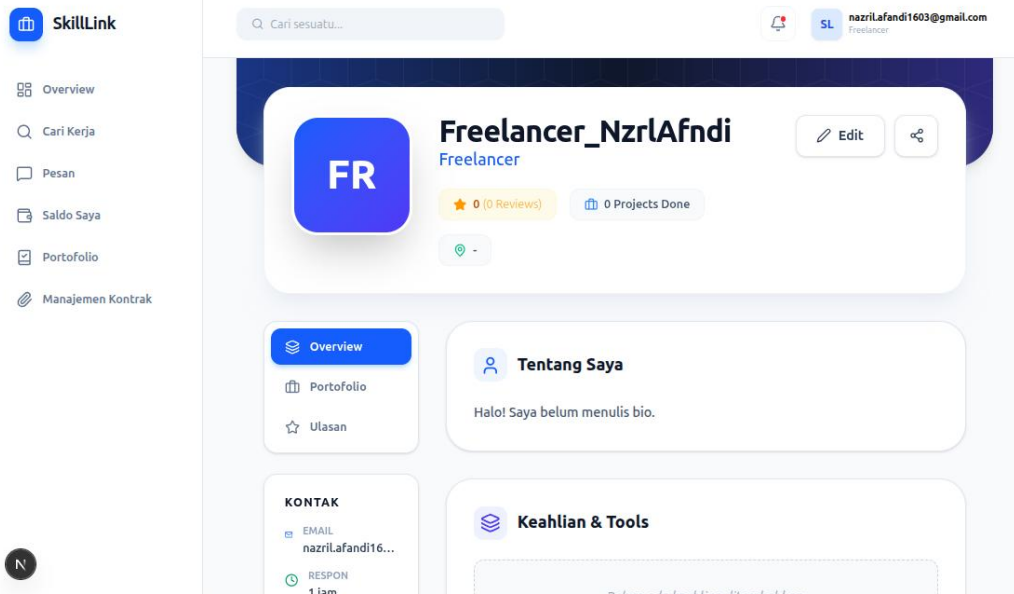 SkillLink
Cari sesuatu...
SL
nazril.afandi1603@gmail.com
Freelancer
Overview
Cari Kerja
Pesan
Saldo Saya
Portofolio
Manajemen Kontrak
N
FR
Freelancer_NzrlAfndi
Freelancer
Edit
0 (0 Reviews)
0 Projects Done
-
Overview
Portofolio
Ulasan
KONTAK
EMAIL
nazril.afandi16...
RESPON
1 jam
Tentang Saya
Halo! Saya belum menulis bio.
Keahlian & Tools